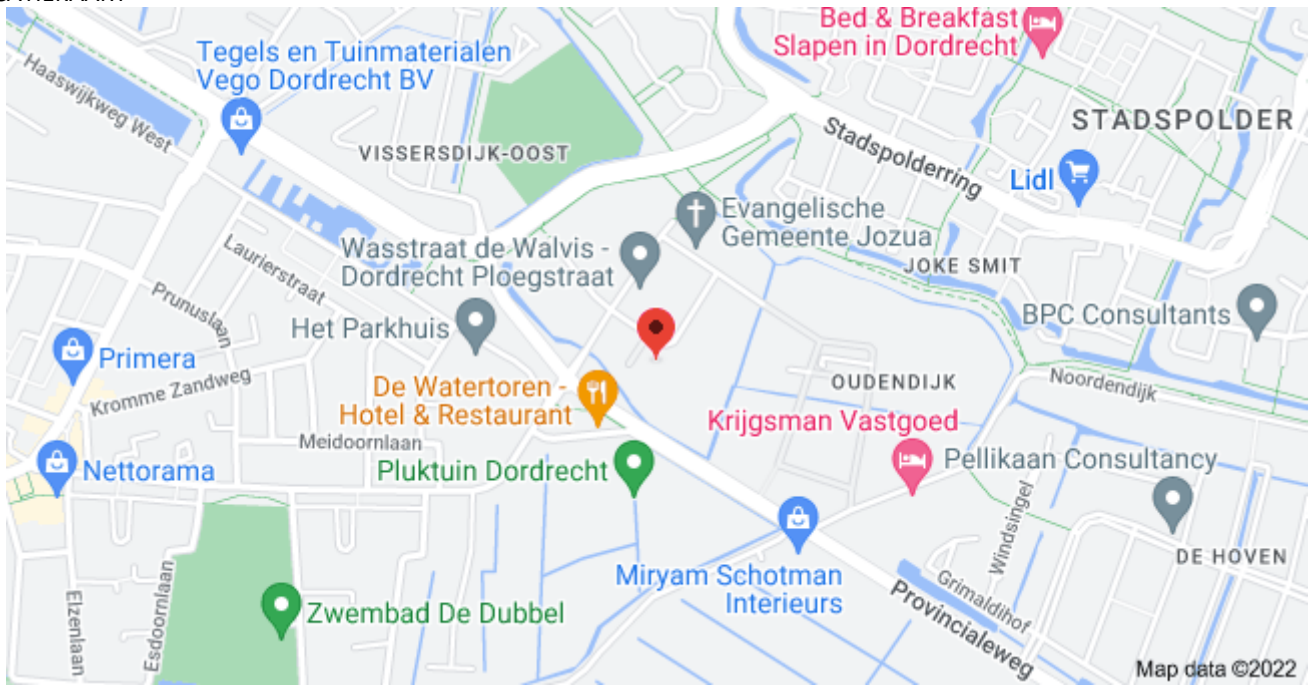 Bed & Breakfast
Slapen in Dordrecht
Tegels en Tuinmaterialen
Vego Dordrecht BV
Haaswijkweg West
STADSPOLDER
VISSERSDIJK-OOST
Stadspolderring
Lidl
Evangelische
Gemeente Jozua
Wasstraat de Walvis -
Dordrecht Ploegstraat
Laurierstraat
JOKE SMIT
Prunuslaan
Het Parkhuis
BPC Consultants
Primera
Kromme Zandweg
De Watertoren -
Hotel & Restaurant
OUDENDIJK
Noordendijk
Krijgsman Vastgoed
Meidoornlaan
Nettorama
Pluktuin Dordrecht
Pellikaan Consultancy
Windsingel
DE HOVEN
Miryam Schotman
Interieurs
Grimaldihof
Provincialeweg
Elzenlaan
Esdoornlaan
Zwembad De Dubbel
Map data ©2022